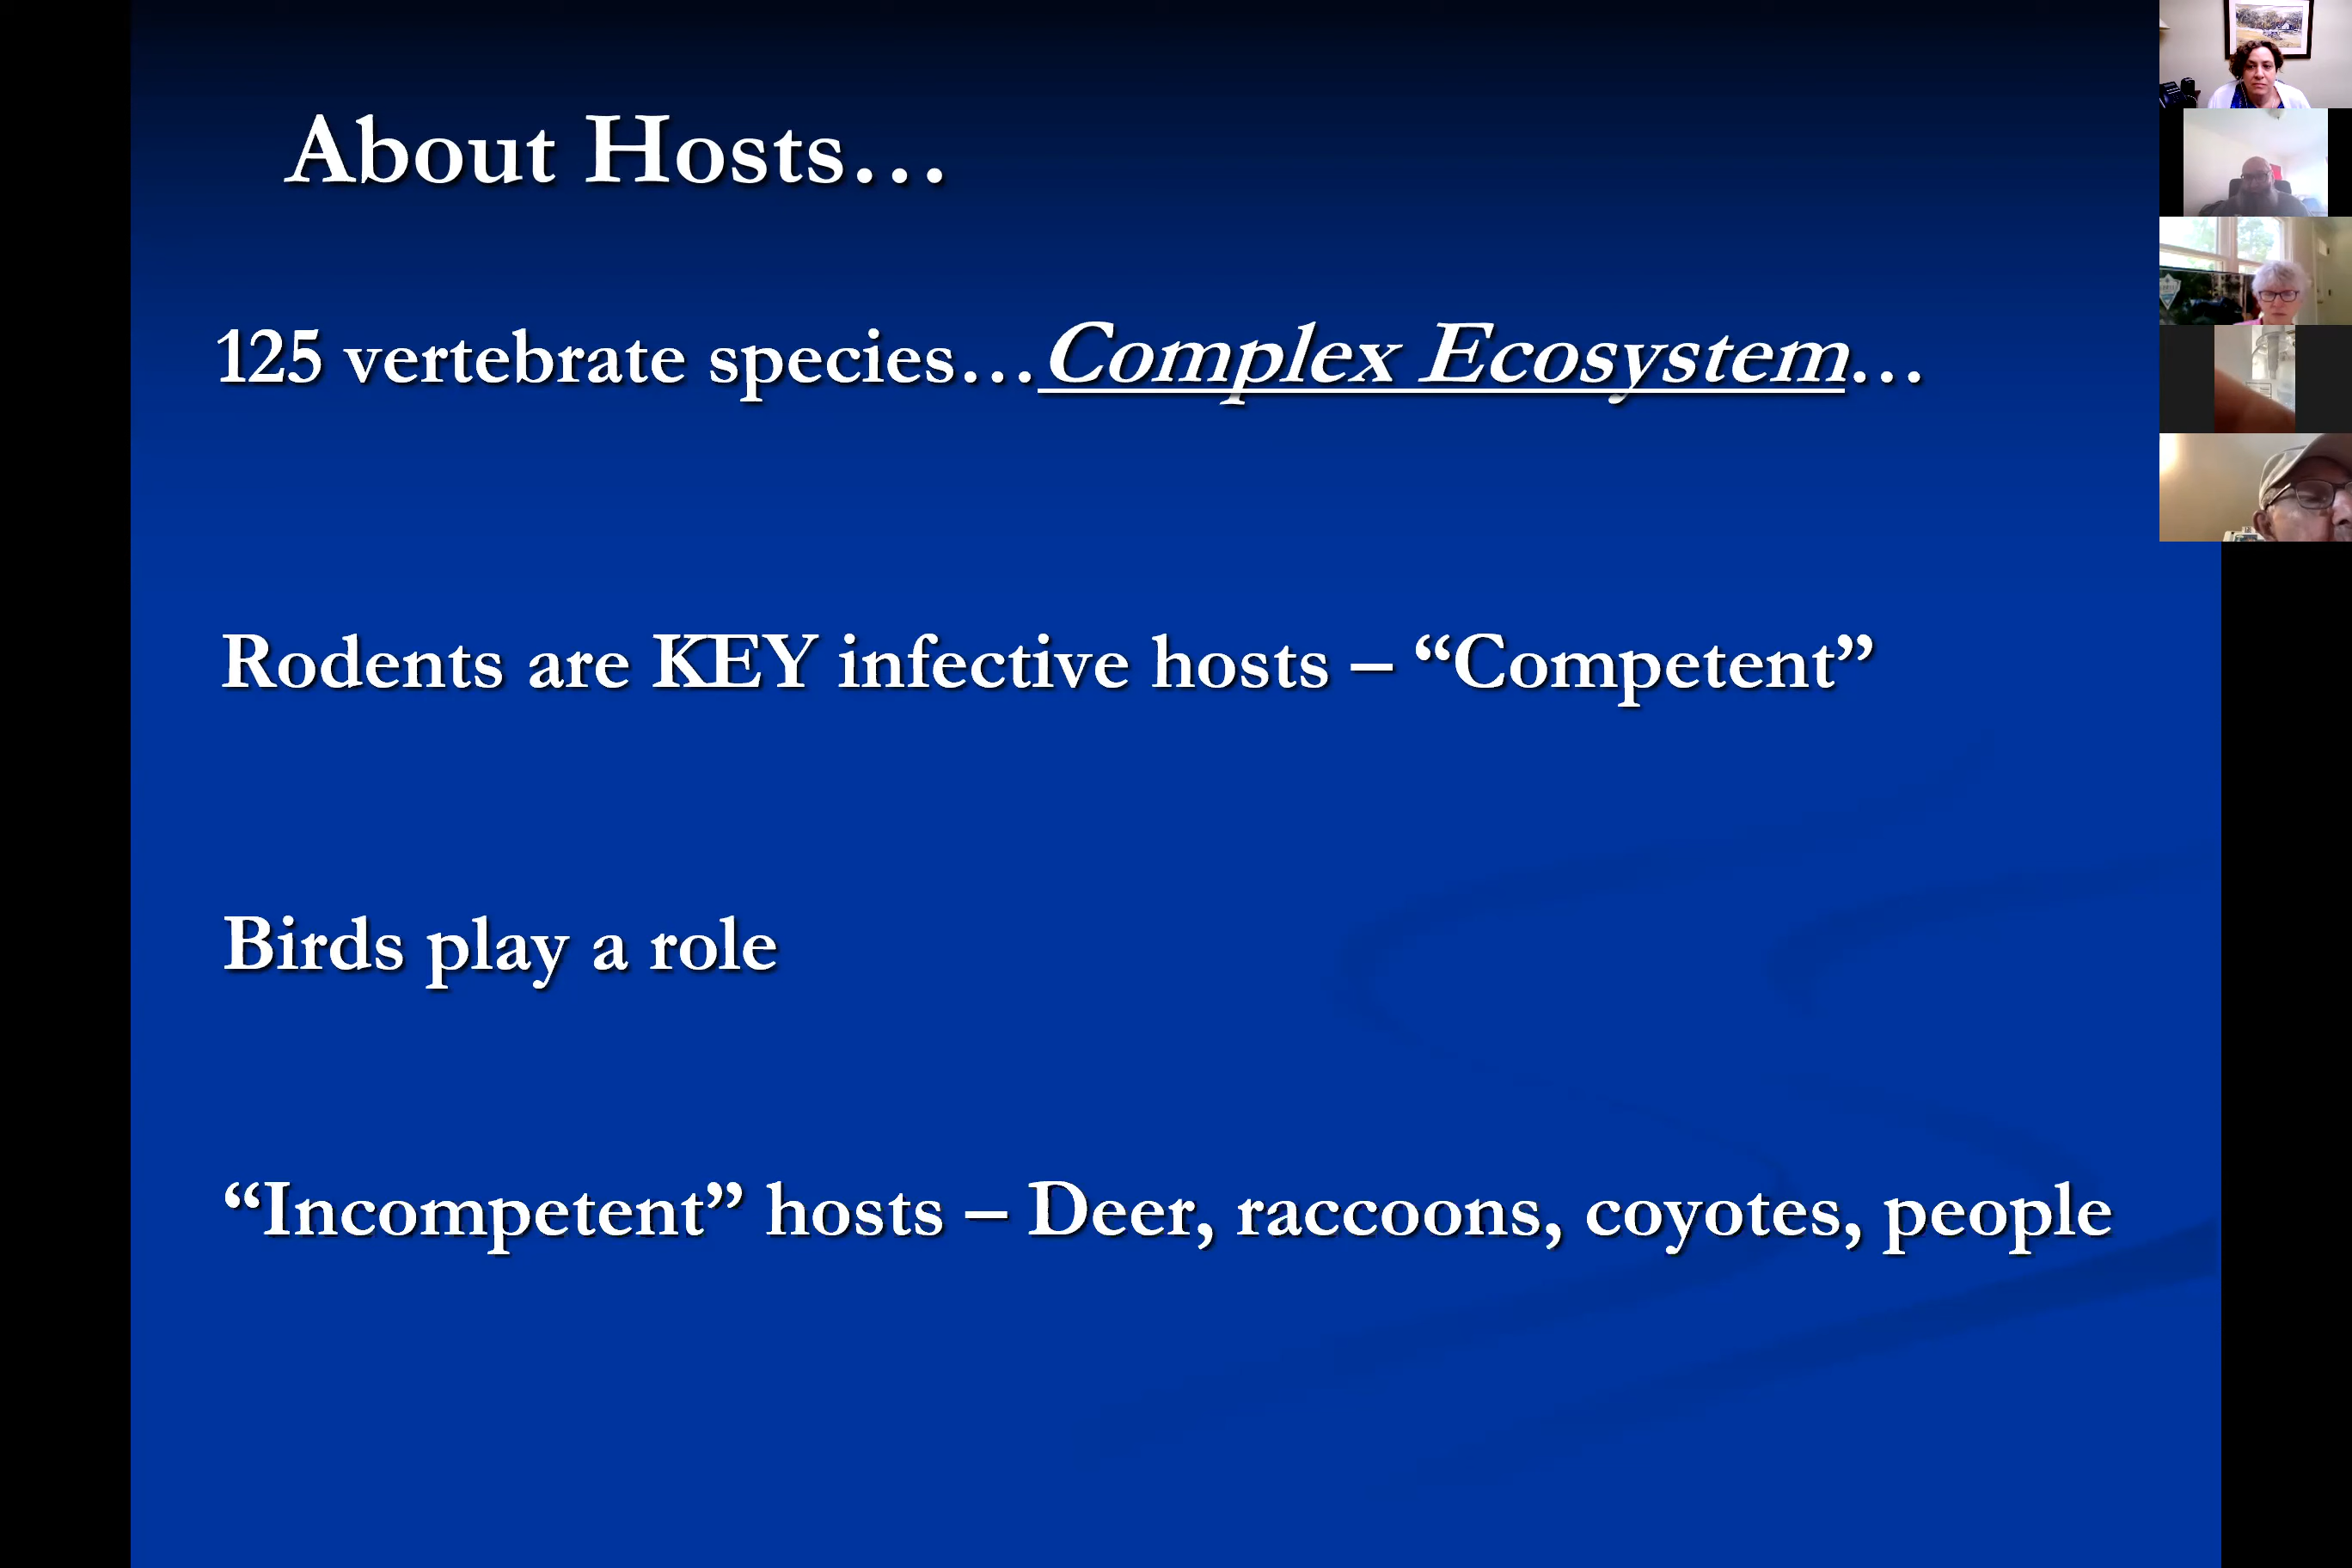 About Hosts…
125 vertebrate species…Complex Ecosystem…
Rodents are KEY infective hosts – “Competent”
Birds play a role
“Incompetent” hosts – Deer, raccoons, coyotes, people